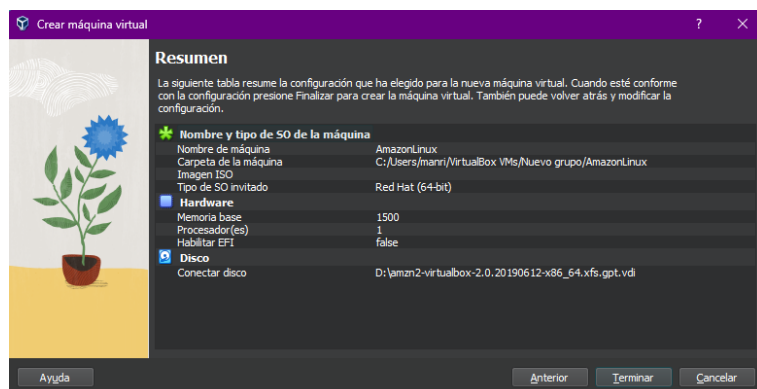 Crear máquina virtual
?
Resumen
La siguiente tabla resume la configuración que ha elegido para la nueva máquina virtual. Cuando esté conforme
con la configuración presione Finalizar para crear la máquina virtual. También puede volver atrás y modificar la
configuración.
Nombre y tipo de SO de la máquina
Nombre de máquina AmazonLinux
Carpeta de la máquina C:/Users/manri/VirtualBox VMs/Nuevo grupo/AmazonLinux
Imagen ISO
Tipo de SO invitado Red Hat (64-bit)
Hardware
Memoria base 1500
Procesador(es) 1
Habilitar EFI false
Disco
Conectar disco D:\amzn2-virtualbox-2.0.20190612-x86_64.xfs.gpt.vdi
Ayuda Anterior Terminar Cancelar